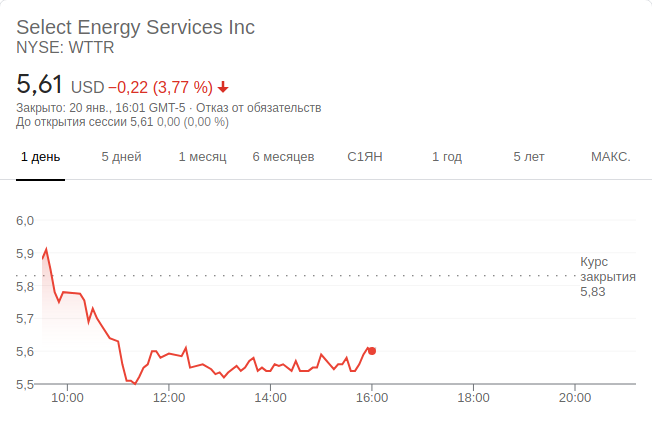 Select Energy Services Inc
NYSE: WTTR
5,61 USD −0,22 (3,77 %)
Закрыто: 20 янв., 16:01 GMT-5 · Отказ от обязательств
До открытия сессии 5,61 0,00 (0,00 %)
1 день 5 дней 1 месяц 6 месяцев С1ЯН 1 год 5 лет МАКС.
6,0
5,9
Курс
закрытия
5,83
5,8
5,7
5,6
5,5
10:00 12:00 14:00 16:00 18:00 20:00